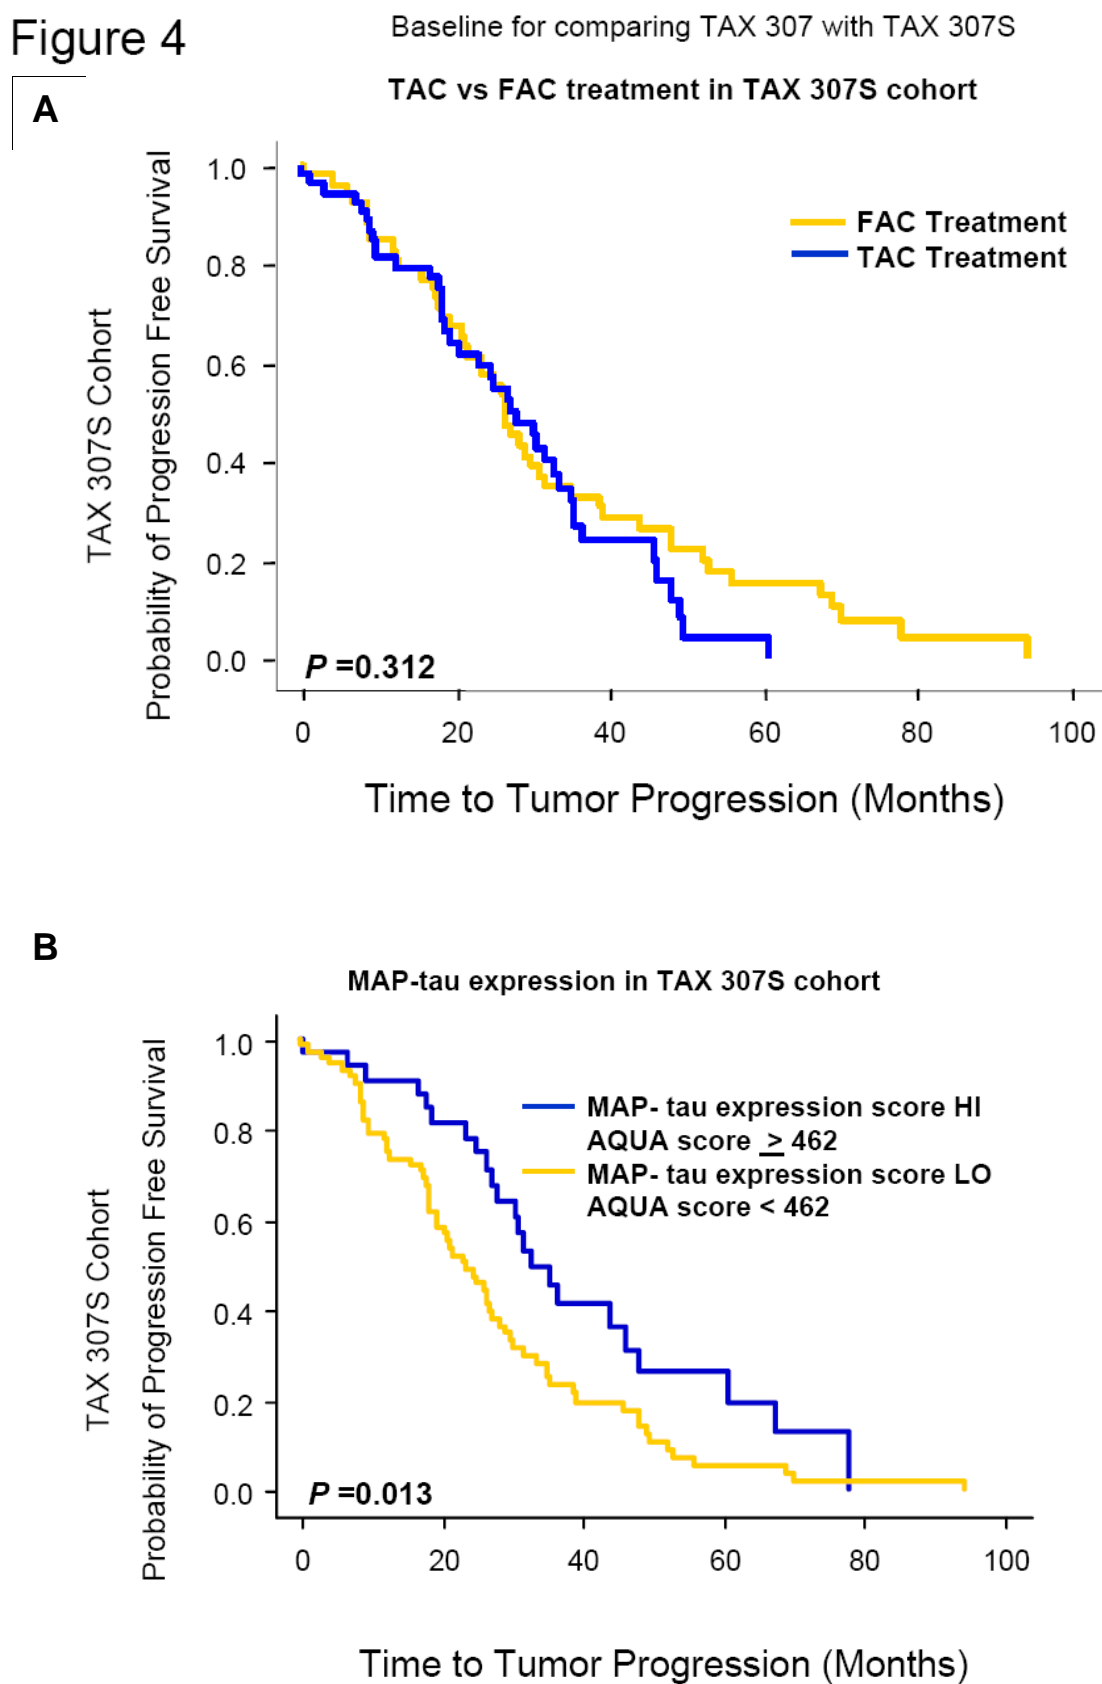 Figure 4
Baseline for comparing TAX 307 with TAX 307S
A
TAC vs FAC treatment in TAX 307S cohort
TAX 307S Cohort
Probability of Progression Free Survival
1.0
0.8
0.6
0.4
0.2
0.0
FAC Treatment
TAC Treatment
P =0.312
0 20 40 60 80 100
Time to Tumor Progression (Months)
B
MAP-tau expression in TAX 307S cohort
TAX 307S Cohort
Probability of Progression Free Survival
1.0
0.8
0.6
0.4
0.2
0.0
MAP- tau expression score HI
AQUA score ≥ 462
MAP- tau expression score LO
AQUA score < 462
P =0.013
0 20 40 60 80 100
Time to Tumor Progression (Months)